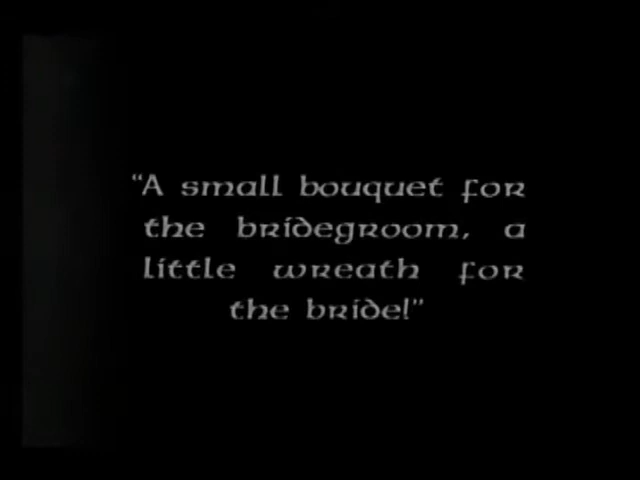 "A small bouquet for
the bridegroom, a
little wreath for
the bride!"